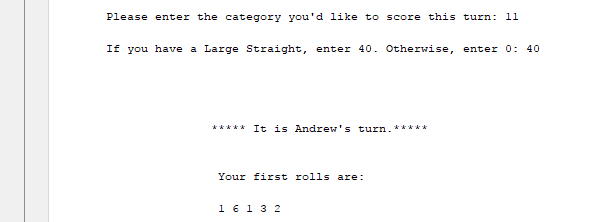 Please enter the category you'd like to score this turn: 11
If you have a Large Straight, enter 40. Otherwise, enter 0: 40
***** It is Andrew's turn.*****
Your first rolls are:
1 6 1 3 2